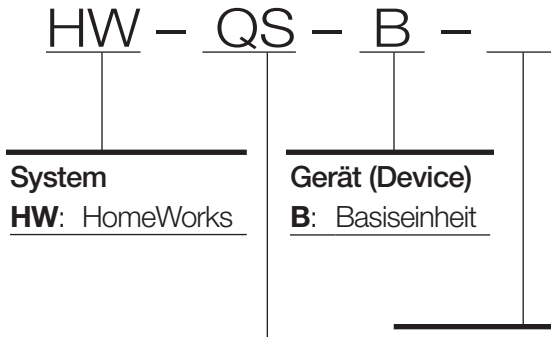 HW – QS – B –
System
HW: HomeWorks
Gerät (Device)
B: Basiseinheit